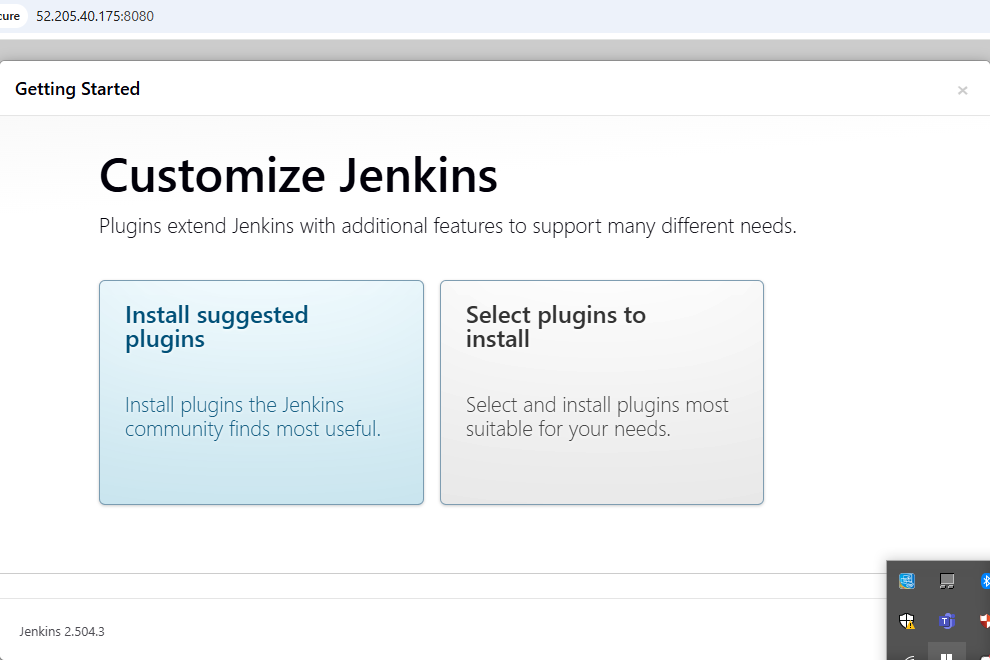 cure 52.205.40.175:8080
Getting Started ×
Customize Jenkins
Plugins extend Jenkins with additional features to support many different needs.
Install suggested
plugins
Install plugins the Jenkins
community finds most useful.
Select plugins to
install
Select and install plugins most
suitable for your needs.
Jenkins 2.504.3